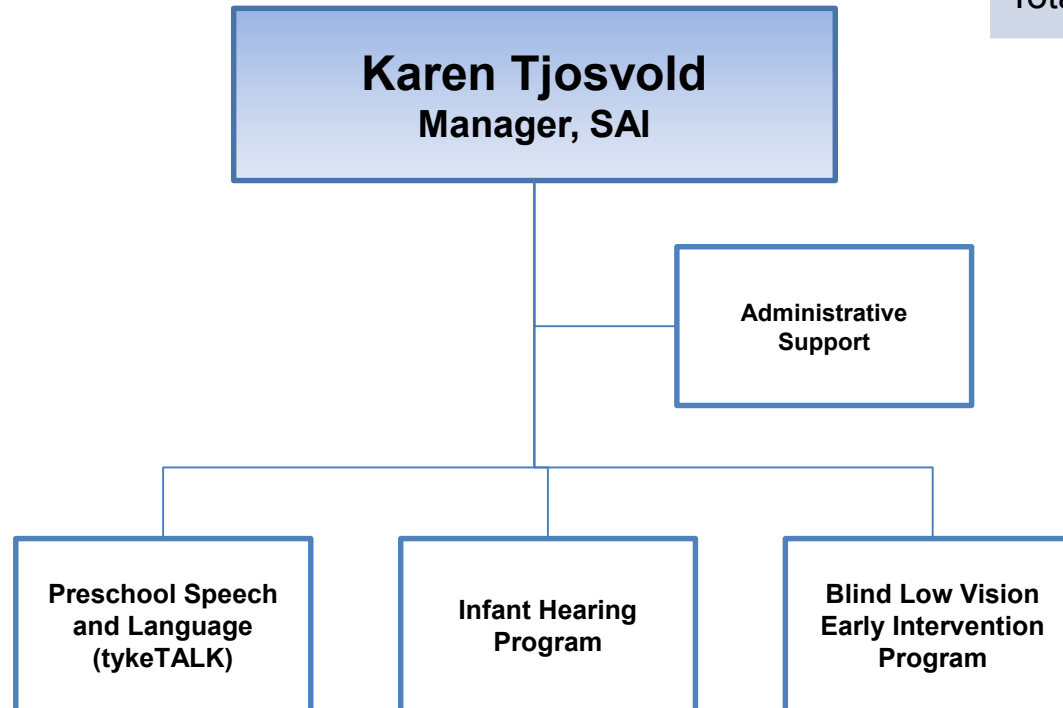 Karen Tjosvold
Manager, SAI
Administrative
Support
Preschool Speech
and Language
(tykeTALK)
Infant Hearing
Program
Blind Low Vision
Early Intervention
Program